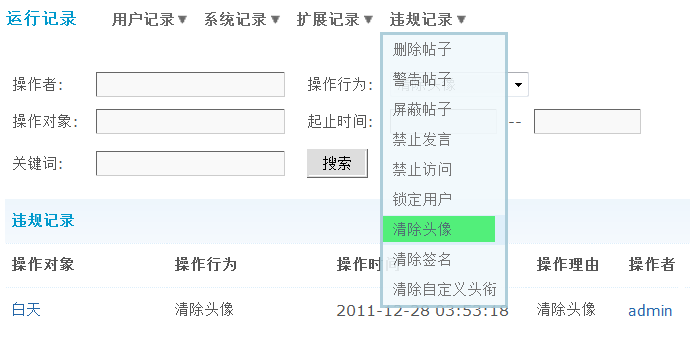 运行记录 用户记录▼ 系统记录▼ 扩展记录▼ 违规记录▼
删除帖子
警告帖子
屏蔽帖子
禁止发言
禁止访问
锁定用户
清除头像
清除签名
清除自定义头衔
操作者: 操作行为:
操作对象: 起止时间: --
关键词: 搜索
违规记录
操作对象 操作行为 操作时间 操作理由 操作者
白天 清除头像 2011-12-28 03:53:18 清除头像 admin